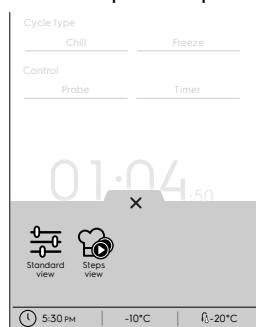 Cycle type
Chill Freeze
Control
Probe Timer
01:04:50
Standard view
Steps view
5:30 PM -10°C -20°C